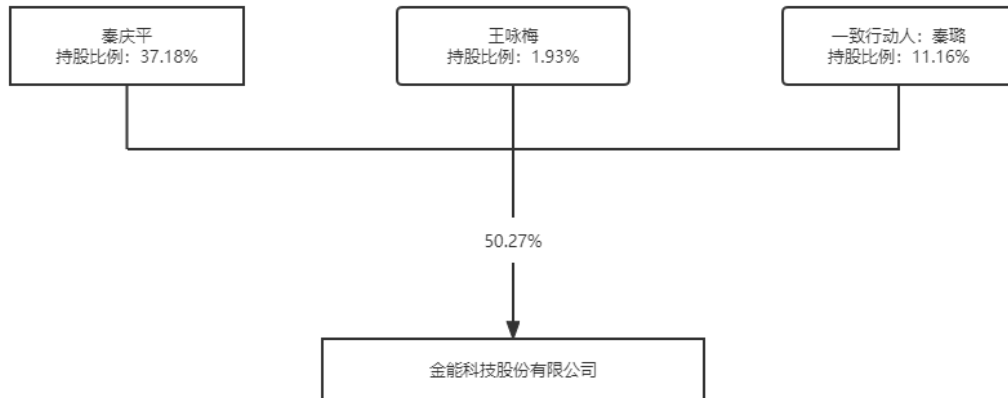 秦庆平
持股比例：37.18%
王咏梅
持股比例：1.93%
一致行动人：秦璐
持股比例：11.16%
50.27%
金能科技股份有限公司